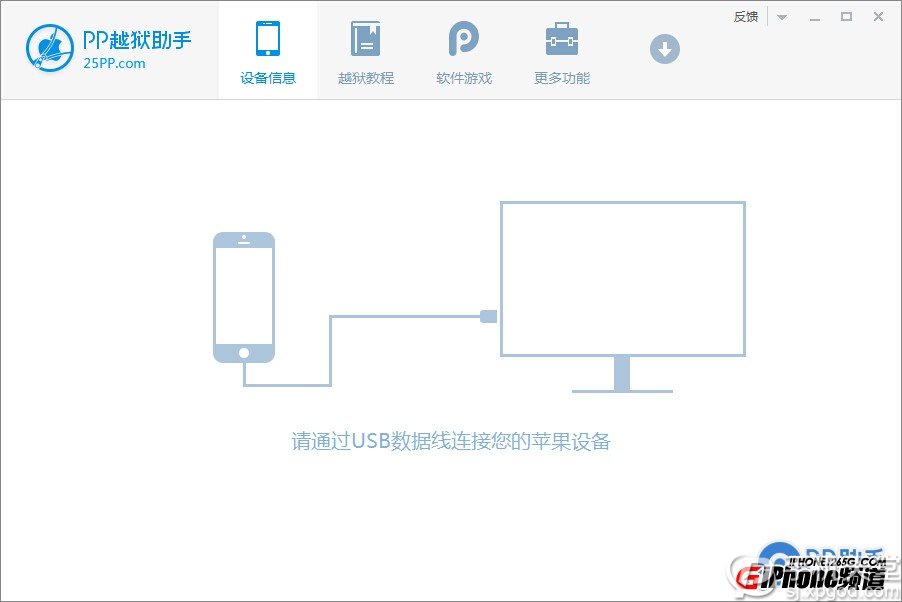 PP越狱助手
25PP.com
设备信息
越狱教程
软件游戏
更多功能
反馈
请通过USB数据线连接您的苹果设备
PP助手
IPHONE1265G.COM
iPhone频道
sj.xpgod.com